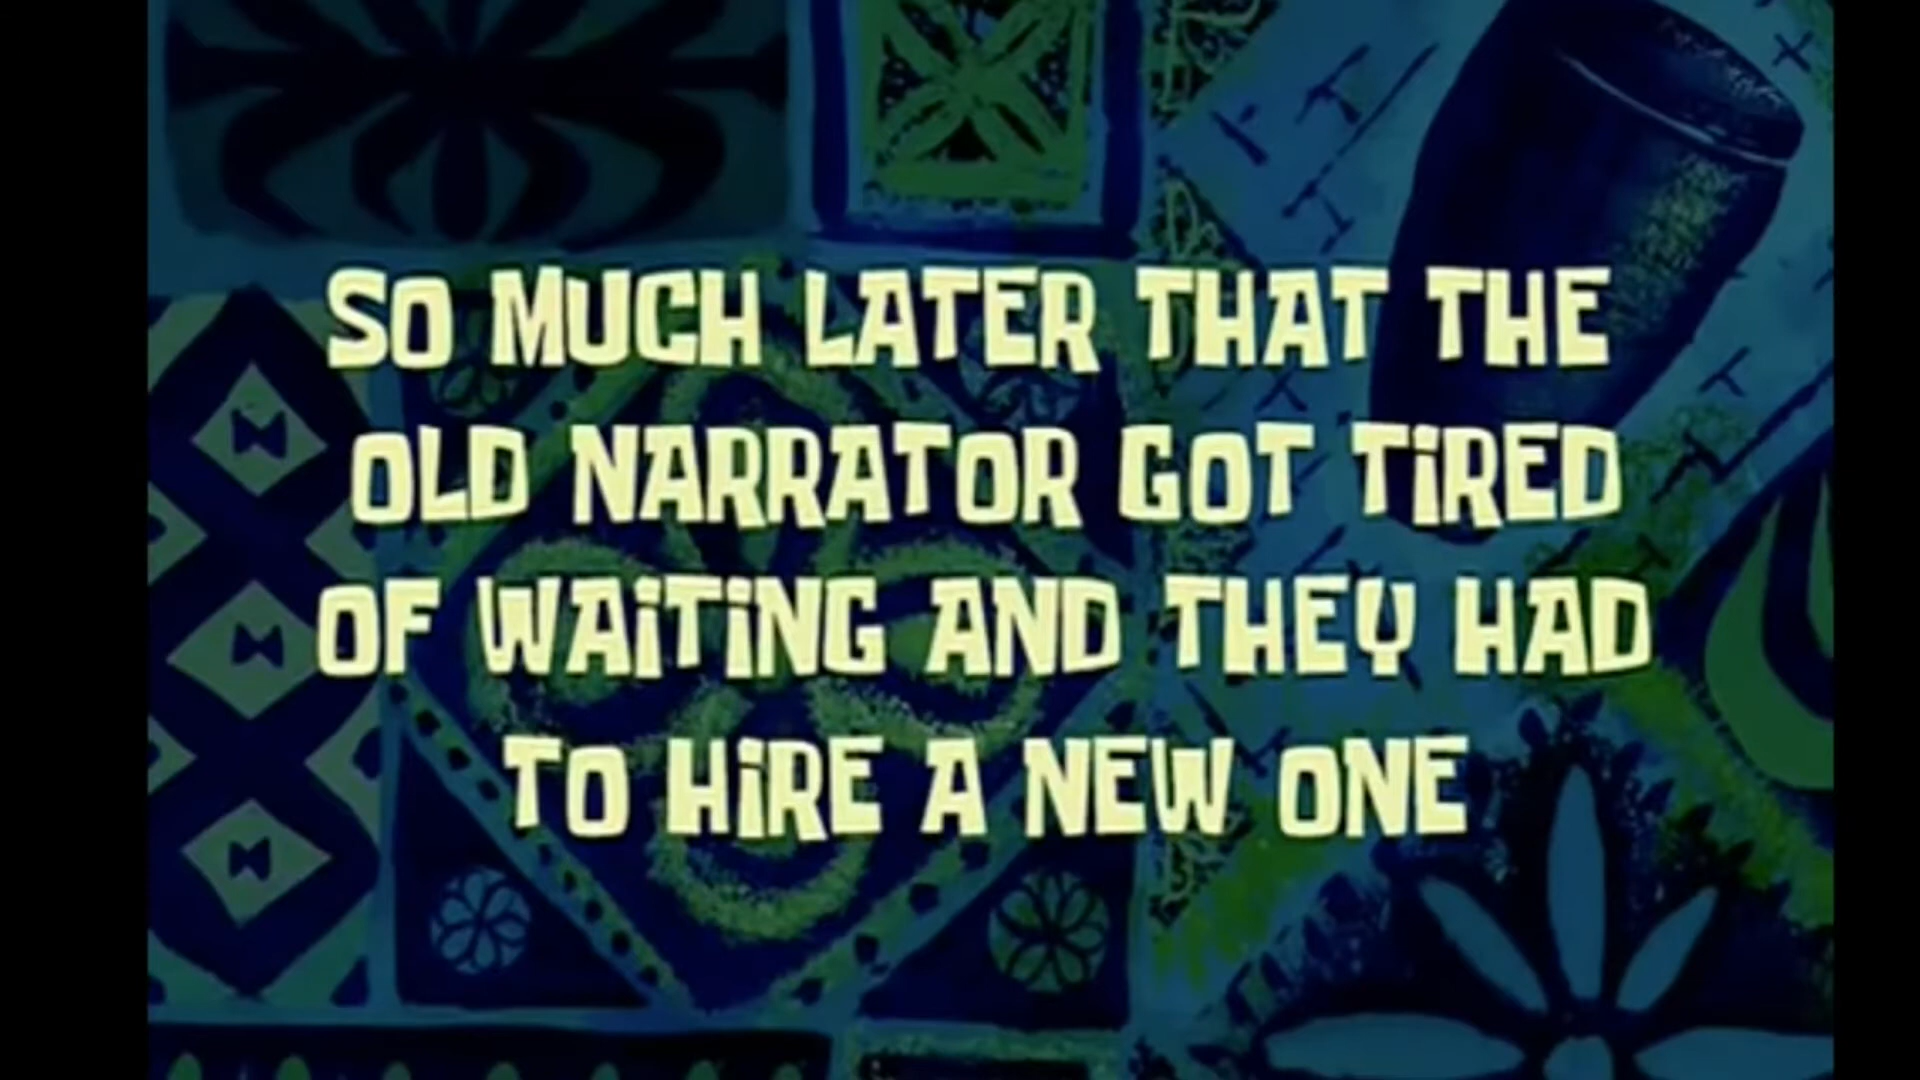 SO MUCH LATER THAT THE
OLD NARRATOR GOT TiRED
OF WAiTiNG AND THEY HAD
TO HiRE A NEW ONE